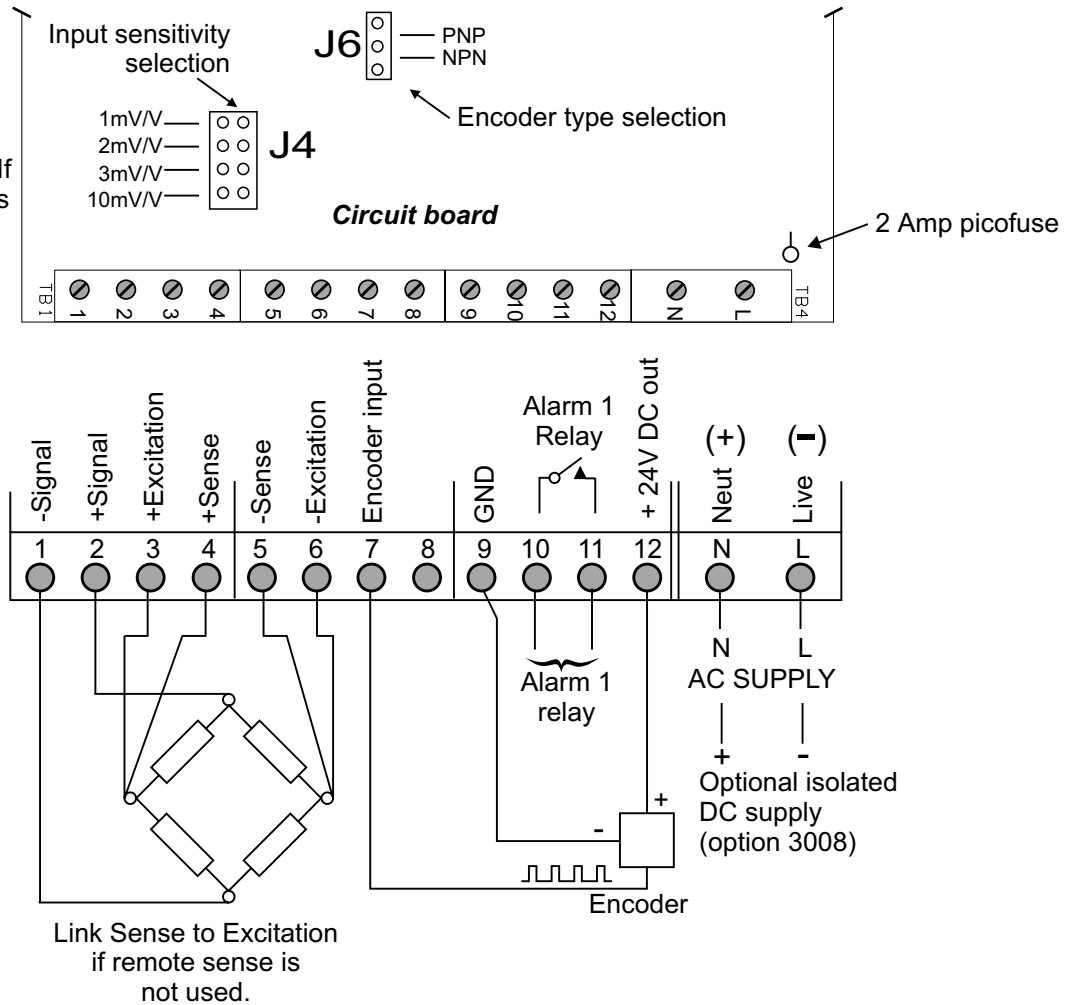 Input sensitivity
selection
J6
PNP
NPN
Encoder type selection
1mV/V
2mV/V
3mV/V
10mV/V
J4
If
s
Circuit board
2 Amp picofuse
TB1
1 2 3 4 5 6 7 8 9 10 11 12 N L
TB4
-Signal
+Signal
+Excitation
+Sense
-Sense
-Excitation
Encoder input
GND
Alarm 1
Relay
+ 24V DC out
(+)
Neut
(-)
Live
1 2 3 4 5 6 7 8 9 10 11 12 N L
Alarm 1
relay
N L
AC SUPPLY
+ -
Optional isolated
DC supply
(option 3008)
+
-
Encoder
Link Sense to Excitation
if remote sense is
not used.